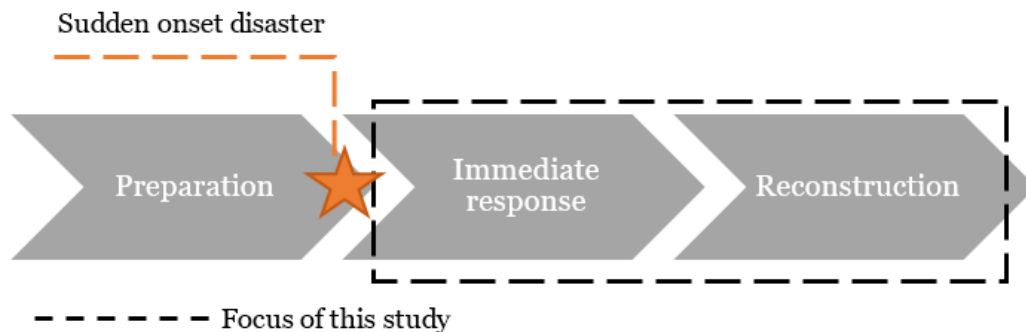 Sudden onset disaster
Preparation
Immediate
response
Reconstruction
Focus of this study